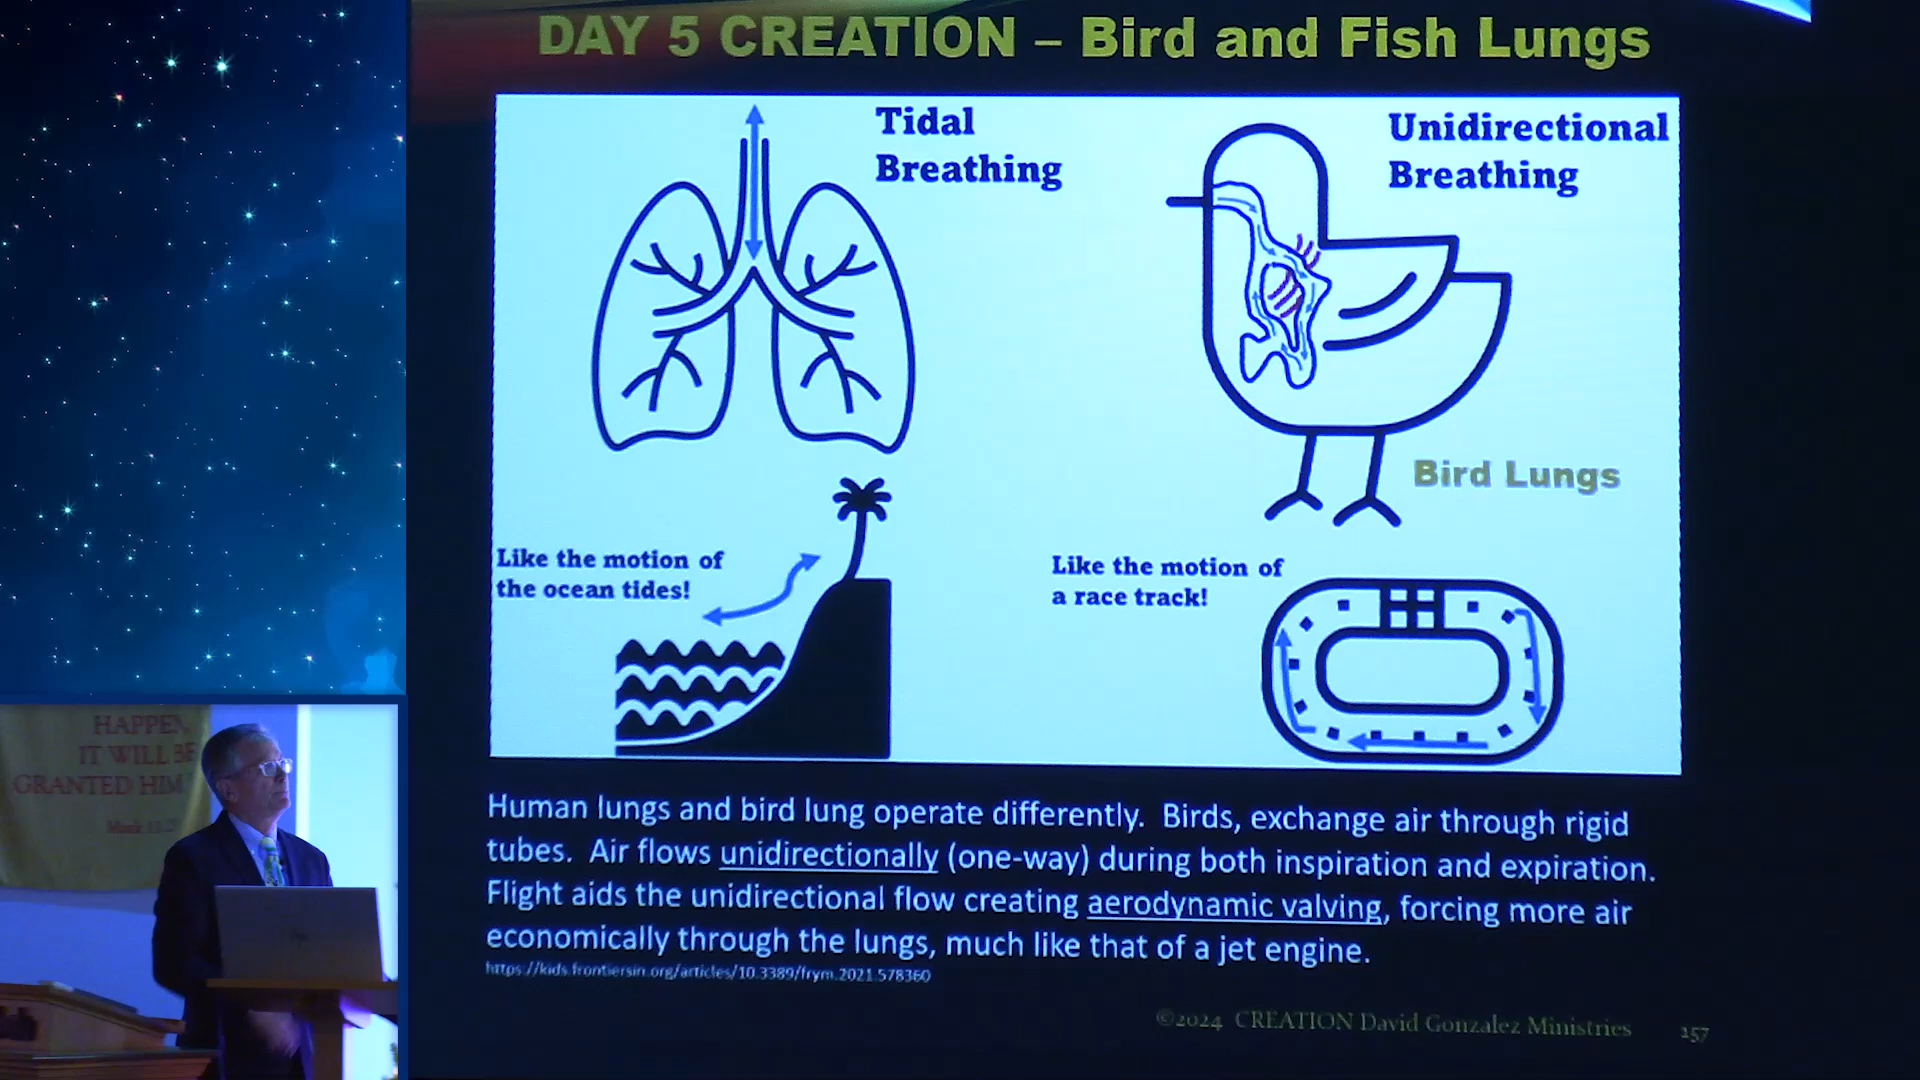 DAY 5 CREATION – Bird and Fish Lungs
Tidal
Breathing
Unidirectional
Breathing
Bird Lungs
Like the motion of
the ocean tides!
Like the motion of
a race track!
Human lungs and bird lung operate differently. Birds, exchange air through rigid
tubes. Air flows unidirectionally (one-way) during both inspiration and expiration.
Flight aids the unidirectional flow creating aerodynamic valving, forcing more air
economically through the lungs, much like that of a jet engine.
https://kids.frontiersin.org/articles/10.3389/frym.2021.578360
©2024 CREATION David Gonzalez Ministries 157
HAPPEN,
IT WILL BE
GRANTED HIM
Mark 11:23